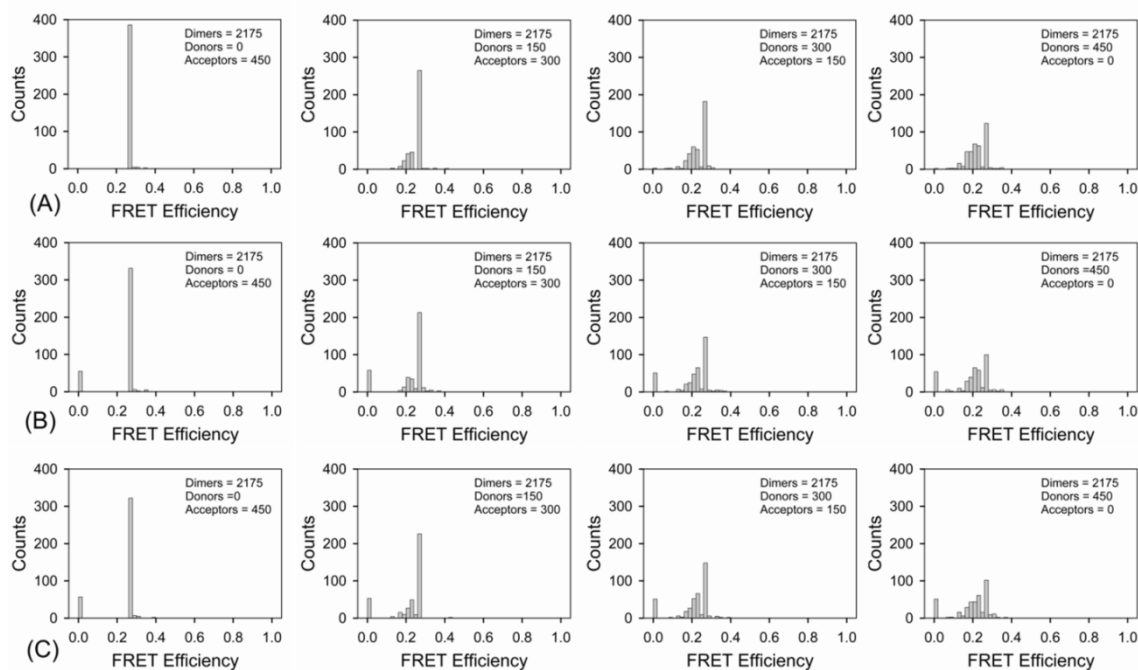 400
300
200
100
0
Counts
Dimers = 2175
Donors = 0
Acceptors = 450
0.0 0.2 0.4 0.6 0.8 1.0
FRET Efficiency
400
300
200
100
0
Counts
Dimers = 2175
Donors = 150
Acceptors = 300
0.0 0.2 0.4 0.6 0.8 1.0
FRET Efficiency
400
300
200
100
0
Counts
Dimers = 2175
Donors = 300
Acceptors = 150
0.0 0.2 0.4 0.6 0.8 1.0
FRET Efficiency
400
300
200
100
0
Counts
Dimers = 2175
Donors = 450
Acceptors = 0
0.0 0.2 0.4 0.6 0.8 1.0
FRET Efficiency
(A)
400
300
200
100
0
Counts
Dimers = 2175
Donors = 0
Acceptors = 450
0.0 0.2 0.4 0.6 0.8 1.0
FRET Efficiency
400
300
200
100
0
Counts
Dimers = 2175
Donors = 150
Acceptors = 300
0.0 0.2 0.4 0.6 0.8 1.0
FRET Efficiency
400
300
200
100
0
Counts
Dimers = 2175
Donors = 300
Acceptors = 150
0.0 0.2 0.4 0.6 0.8 1.0
FRET Efficiency
400
300
200
100
0
Counts
Dimers = 2175
Donors =450
Acceptors = 0
0.0 0.2 0.4 0.6 0.8 1.0
FRET Efficiency
(B)
400
300
200
100
0
Counts
Dimers = 2175
Donors =0
Acceptors = 450
0.0 0.2 0.4 0.6 0.8 1.0
FRET Efficiency
400
300
200
100
0
Counts
Dimers = 2175
Donors =150
Acceptors = 300
0.0 0.2 0.4 0.6 0.8 1.0
FRET Efficiency
400
300
200
100
0
Counts
Dimers = 2175
Donors = 300
Acceptors = 150
0.0 0.2 0.4 0.6 0.8 1.0
FRET Efficiency
400
300
200
100
0
Counts
Dimers = 2175
Donors = 450
Acceptors = 0
0.0 0.2 0.4 0.6 0.8 1.0
FRET Efficiency
(C)